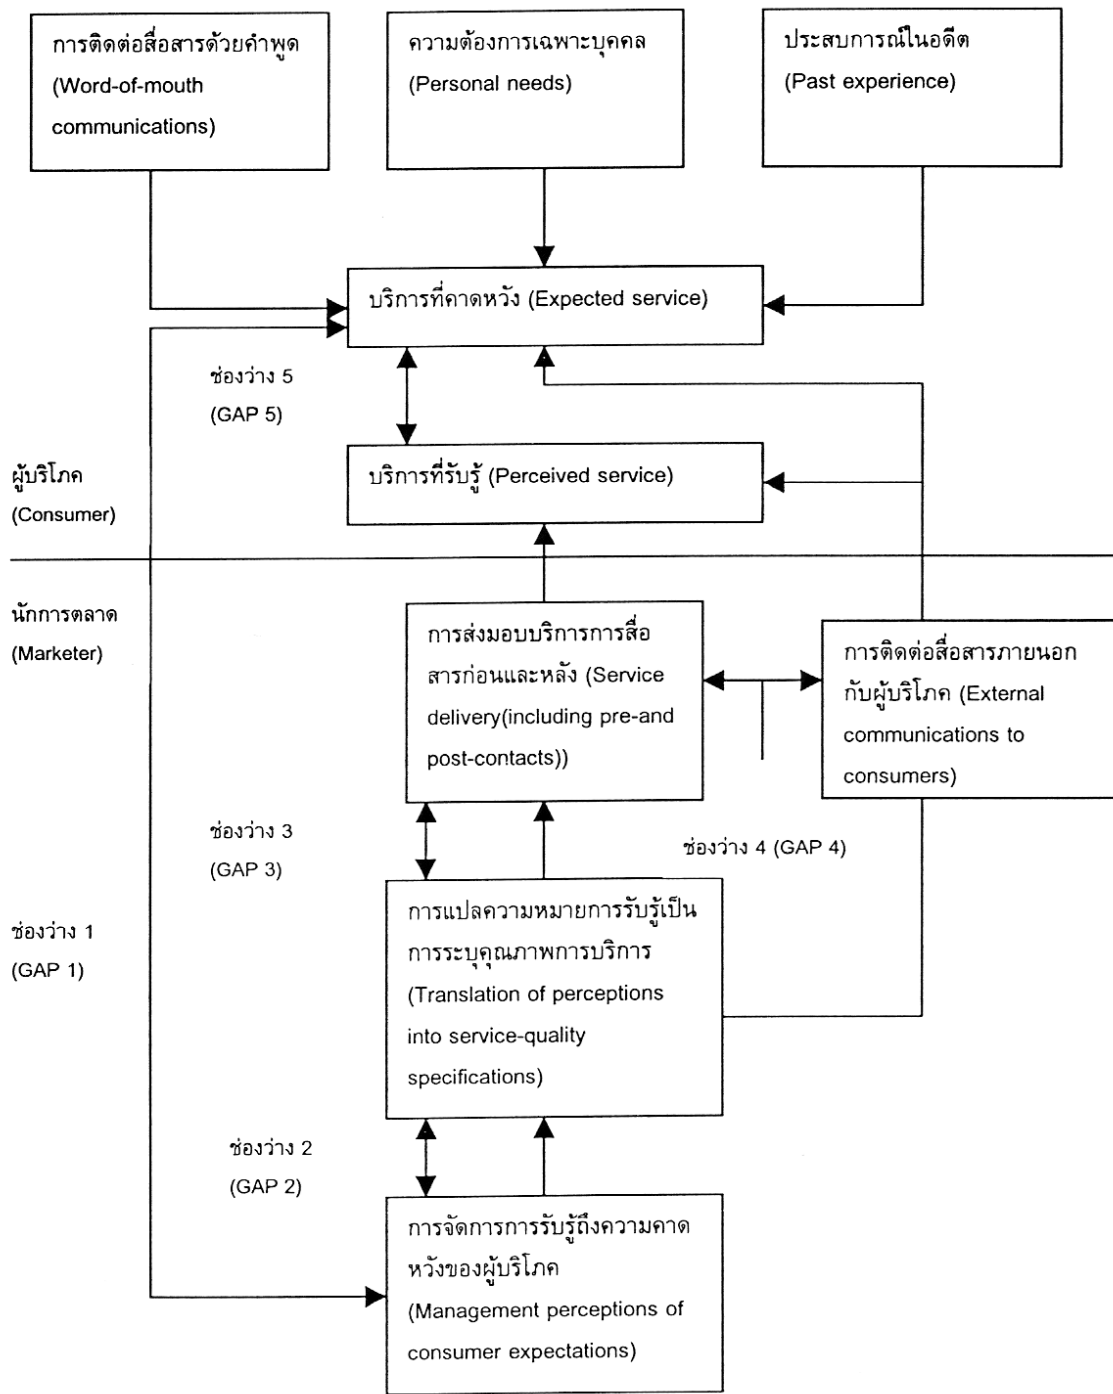 การติดต่อสื่อสารด้วยคำพูด
(Word-of-mouth
communications)
ความต้องการเฉพาะบุคคล
(Personal needs)
ประสบการณ์ในอดีต
(Past experience)
บริการที่คาดหวัง (Expected service)
ช่องว่าง 5
(GAP 5)
บริการที่รับรู้ (Perceived service)
ผู้บริโภค
(Consumer)
นักการตลาด
(Marketer)
การส่งมอบบริการการสื่อ
สารก่อนและหลัง (Service
delivery(including pre-and
post-contacts))
การติดต่อสื่อสารภายนอก
กับผู้บริโภค (External
communications to
consumers)
ช่องว่าง 3
(GAP 3)
ช่องว่าง 4 (GAP 4)
การแปลความหมายการรับรู้เป็น
การระบุคุณภาพการบริการ
(Translation of perceptions
into service-quality
specifications)
ช่องว่าง 1
(GAP 1)
ช่องว่าง 2
(GAP 2)
การจัดการการรับรู้ถึงความคาด
หวังของผู้บริโภค
(Management perceptions of
consumer expectations)